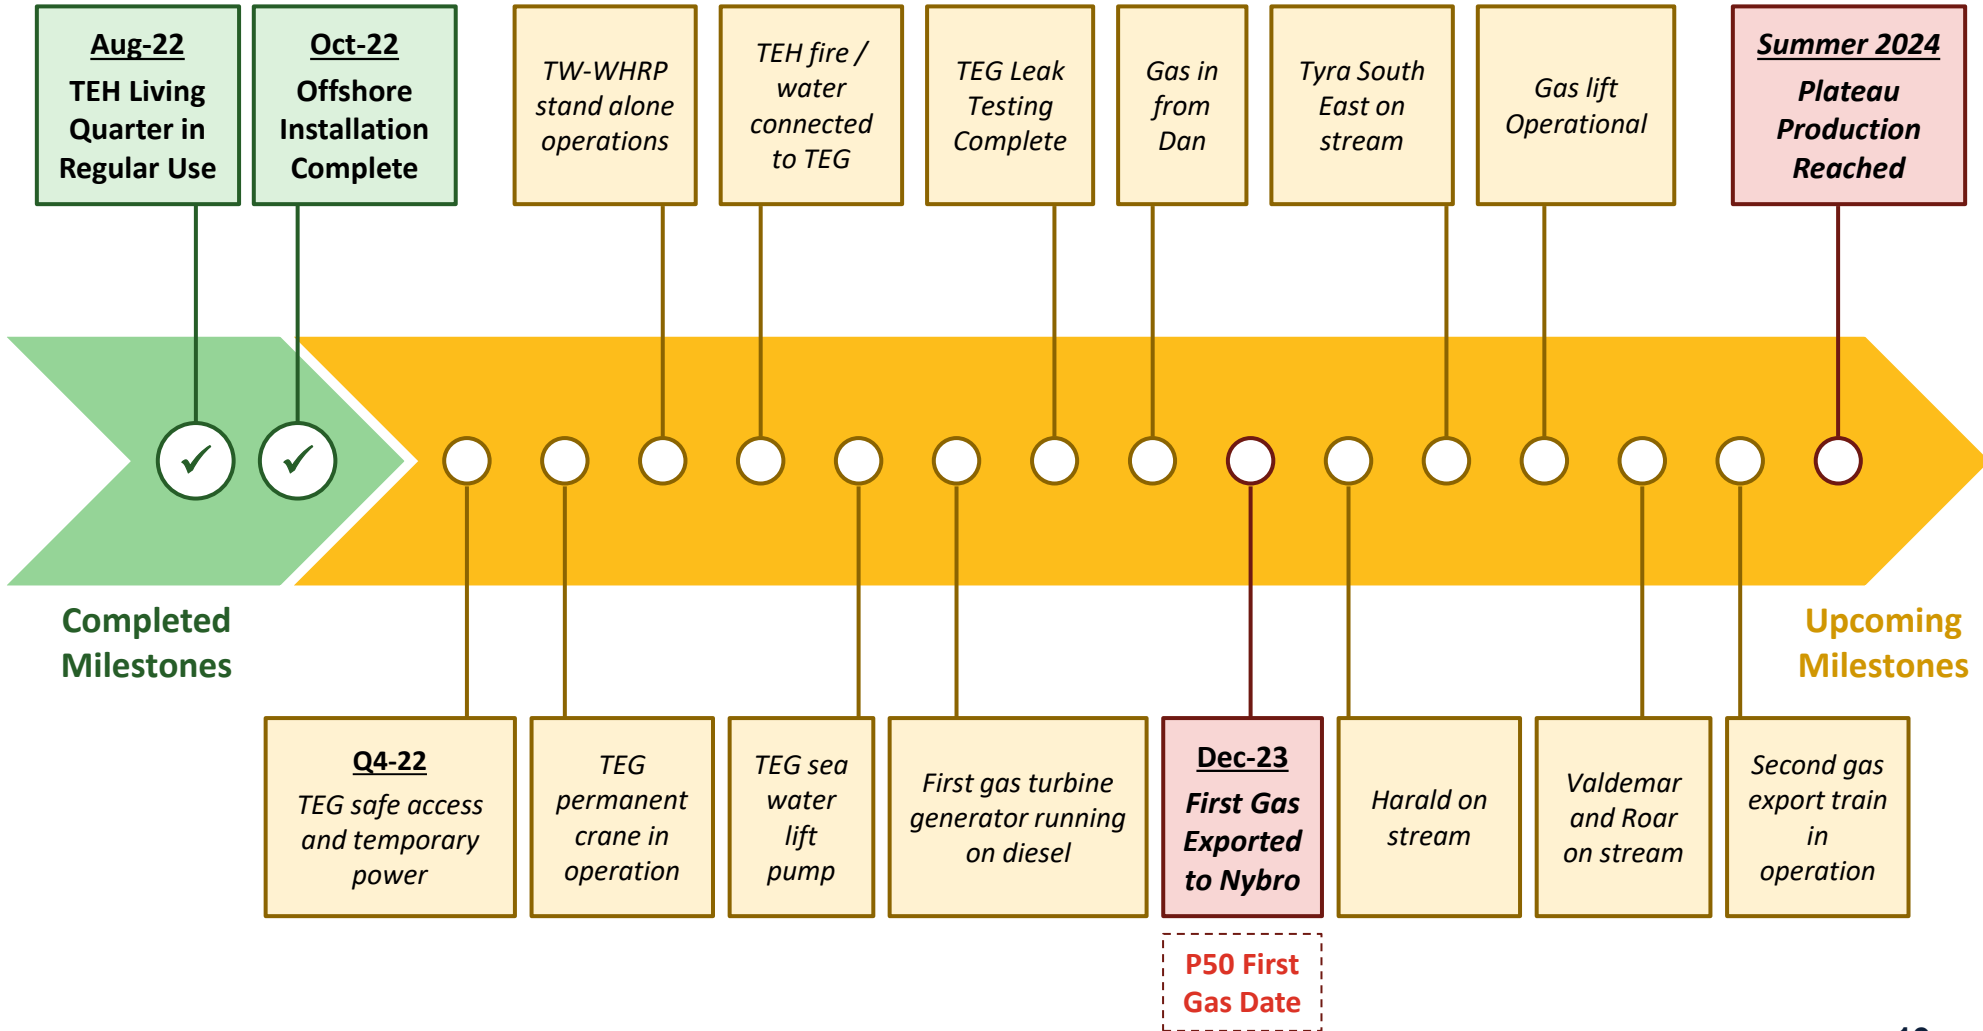 Aug-22
TEH Living
Quarter in
Regular Use
Oct-22
Offshore
Installation
Complete
TW-WHRP
stand alone
operations
TEH fire /
water
connected
to TEG
TEG Leak
Testing
Complete
Gas in
from
Dan
Tyra South
East on
stream
Gas lift
Operational
Summer 2024
Plateau
Production
Reached
✓
✓
Completed
Milestones
Upcoming
Milestones
Q4-22
TEG safe access
and temporary
power
TEG
permanent
crane in
operation
TEG sea
water
lift
pump
First gas turbine
generator running
on diesel
Dec-23
First Gas
Exported
to Nybro
Harald on
stream
Valdemar
and Roar
on stream
Second gas
export train
in
operation
P50 First
Gas Date